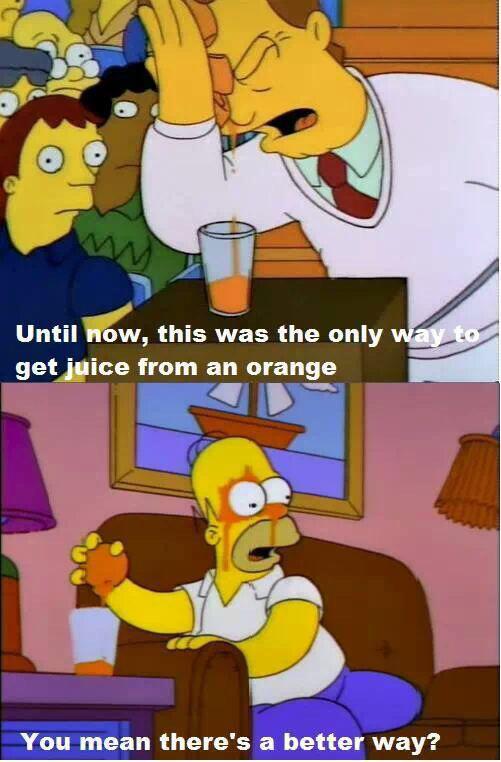 Until now, this was the only way to
get juice from an orange
You mean there's a better way?